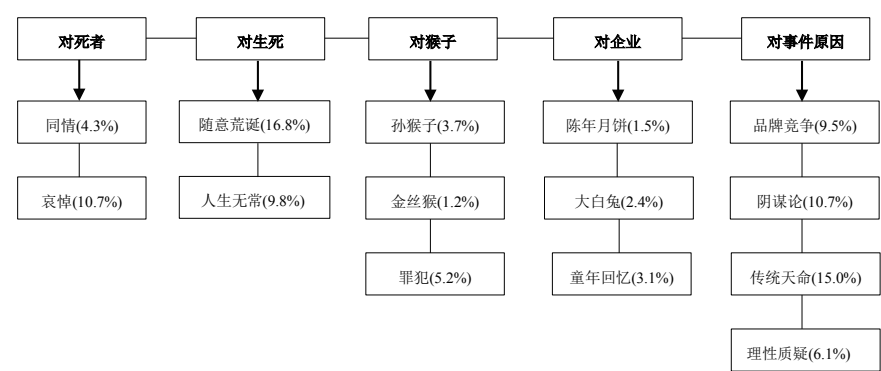 对死者
对生死
对猴子
对企业
对事件原因
同情(4.3%)
随意荒诞(16.8%)
孙猴子(3.7%)
陈年月饼(1.5%)
品牌竞争(9.5%)
哀悼(10.7%)
人生无常(9.8%)
金丝猴(1.2%)
大白兔(2.4%)
阴谋论(10.7%)
罪犯(5.2%)
童年回忆(3.1%)
传统天命(15.0%)
理性质疑(6.1%)